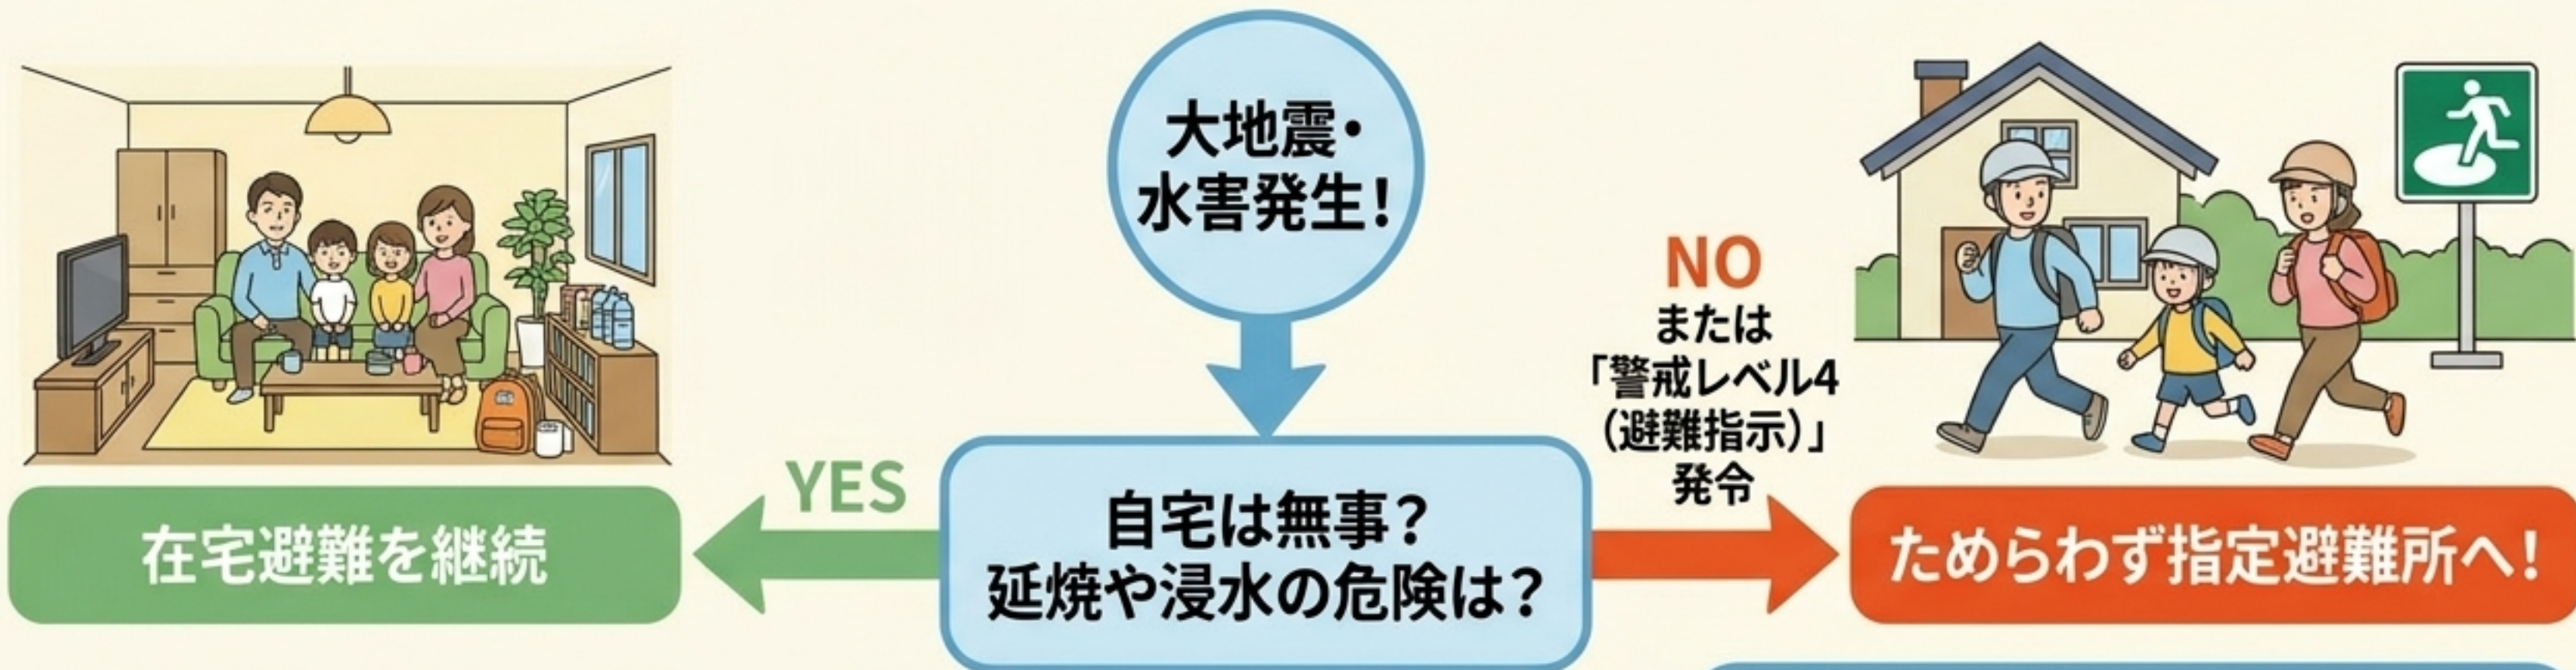 大地震・
水害発生！
自宅は無事？
延焼や浸水の危険は？
YES
在宅避難を継続
NO
または
「警戒レベル4
（避難指示）」
発令
ためらわず指定避難所へ！